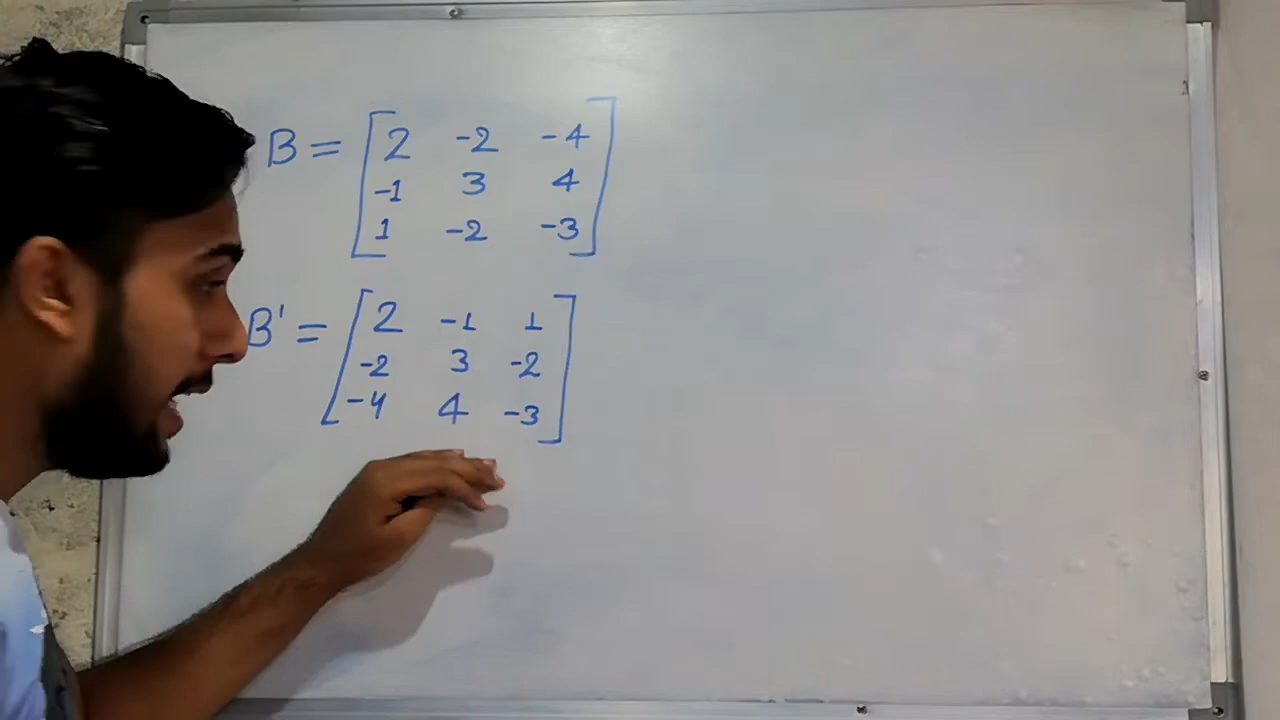 B = [ 2 -2 -4
-1 3 4
1 -2 -3 ]
B' = [ 2 -1 1
-2 3 -2
-4 4 -3 ]